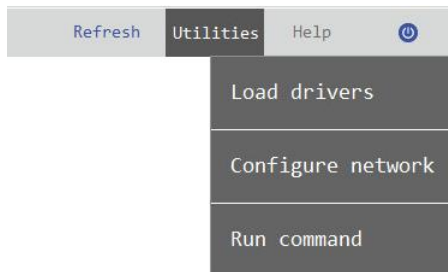 Refresh Utilities Help
Load drivers
Configure network
Run command